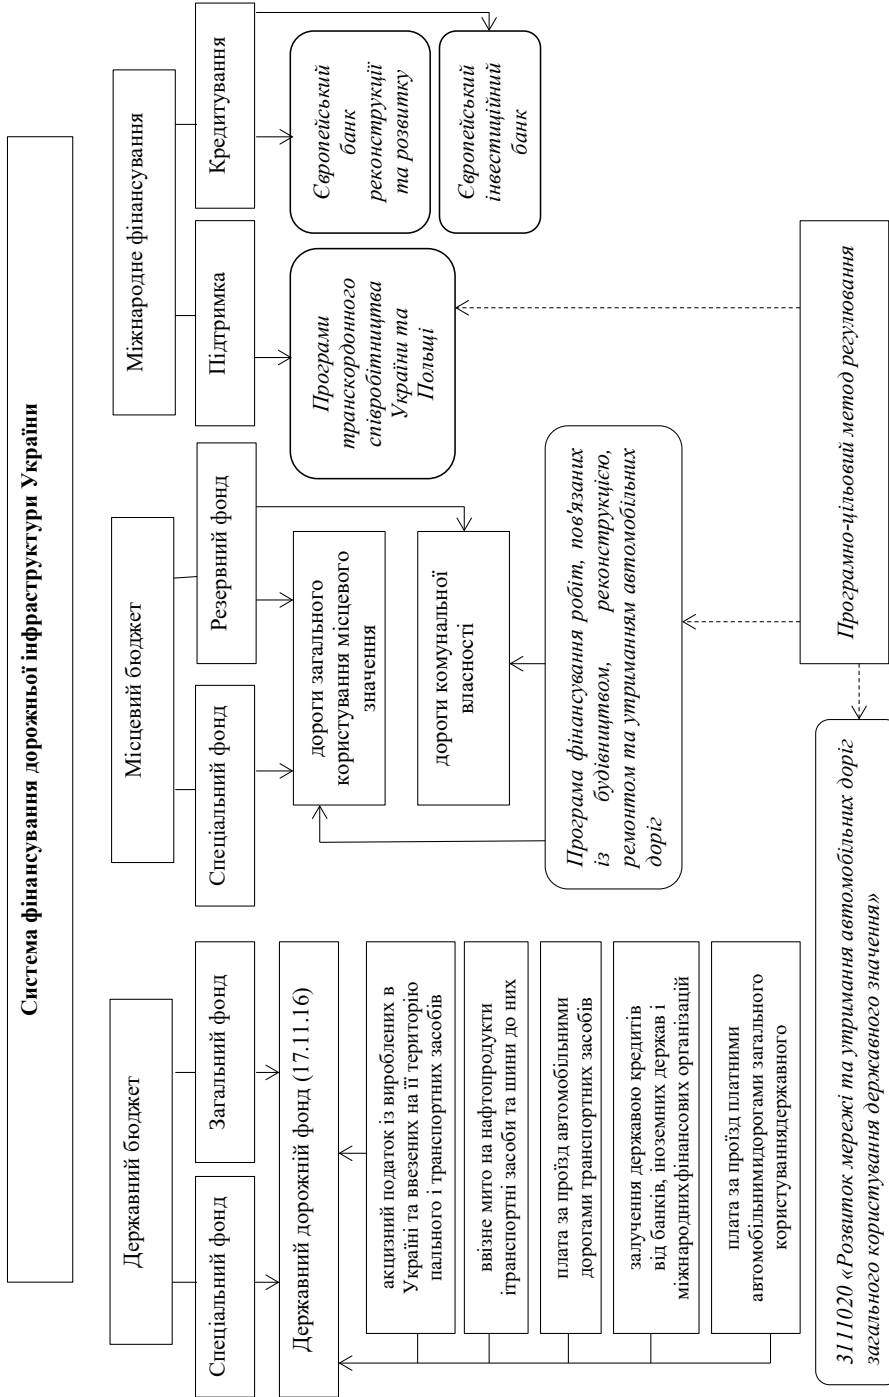 Система фінансування дорожньої інфраструктури України
Державний бюджет
Спеціальний фонд
Загальний фонд
Державний дорожній фонд (17.11.16)
акцизний податок із вироблених в
Україні та ввезених на її територію
пального і транспортних засобів
ввізне мито на нафтопродукти
ітранспортні засоби та шини до них
плата за проїзд автомобільними
дорогами транспортних засобів
залучення державою кредитів
від банків, іноземних держав і
міжнароднихфінансових організацій
плата за проїзд платними
автомобільнимидорогами загального
користуваннядержавного
3111020 «Розвиток мережі та утримання автомобільних доріг
загального користування державного значення»
Місцевий бюджет
Спеціальний фонд
Резервний фонд
дороги загального
користування місцевого
значення
дороги комунальної
власності
Програма фінансування робіт, пов'язаних
із будівництвом, реконструкцією,
ремонтом та утриманням автомобільних
доріг
Міжнародне фінансування
Підтримка
Кредитування
Програми
транскордонного
співробітництва
України та
Польщі
Європейський
банк
реконструкції
та розвитку
Європейський
інвестиційний
банк
Програмно-цільовий метод регулювання